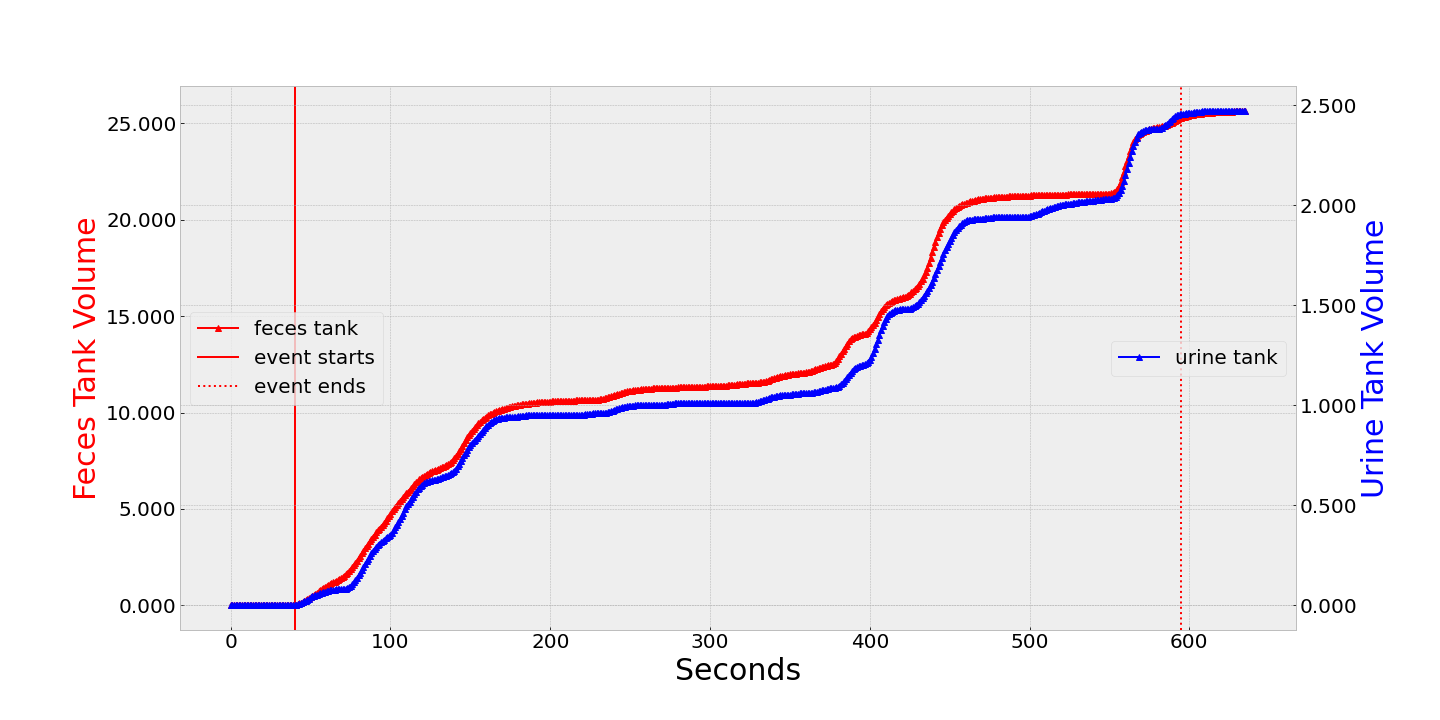 25.000
20.000
15.000
10.000
5.000
0.000
Feces Tank Volume
feces tank
event starts
event ends
urine tank
2.500
2.000
1.500
1.000
0.500
0.000
Urine Tank Volume
0 100 200 300 400 500 600
Seconds